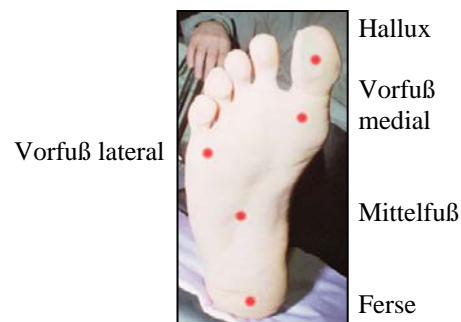 Hallux
Vorfuß
medial
Vorfuß lateral
Mittelfuß
Ferse